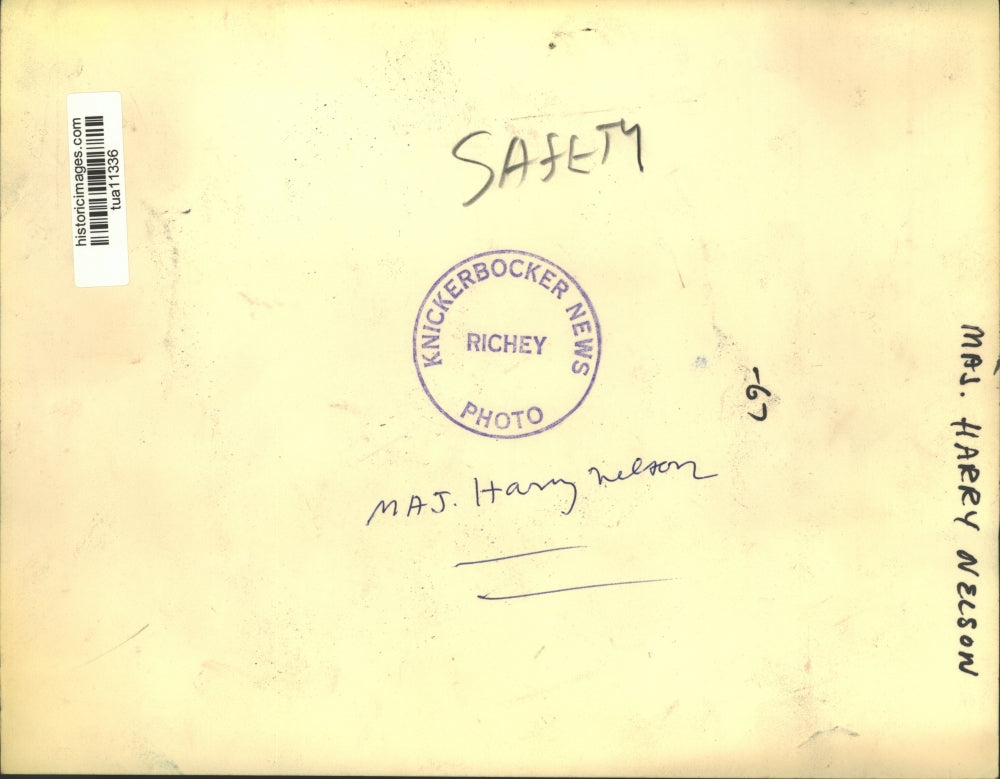 historicimages.com
tua11336
SAFETY
KNICKERBOCKER NEWS
RICHEY
PHOTO
-67
MAJ. Harry Nelson
MAJ. HARRY NELSON